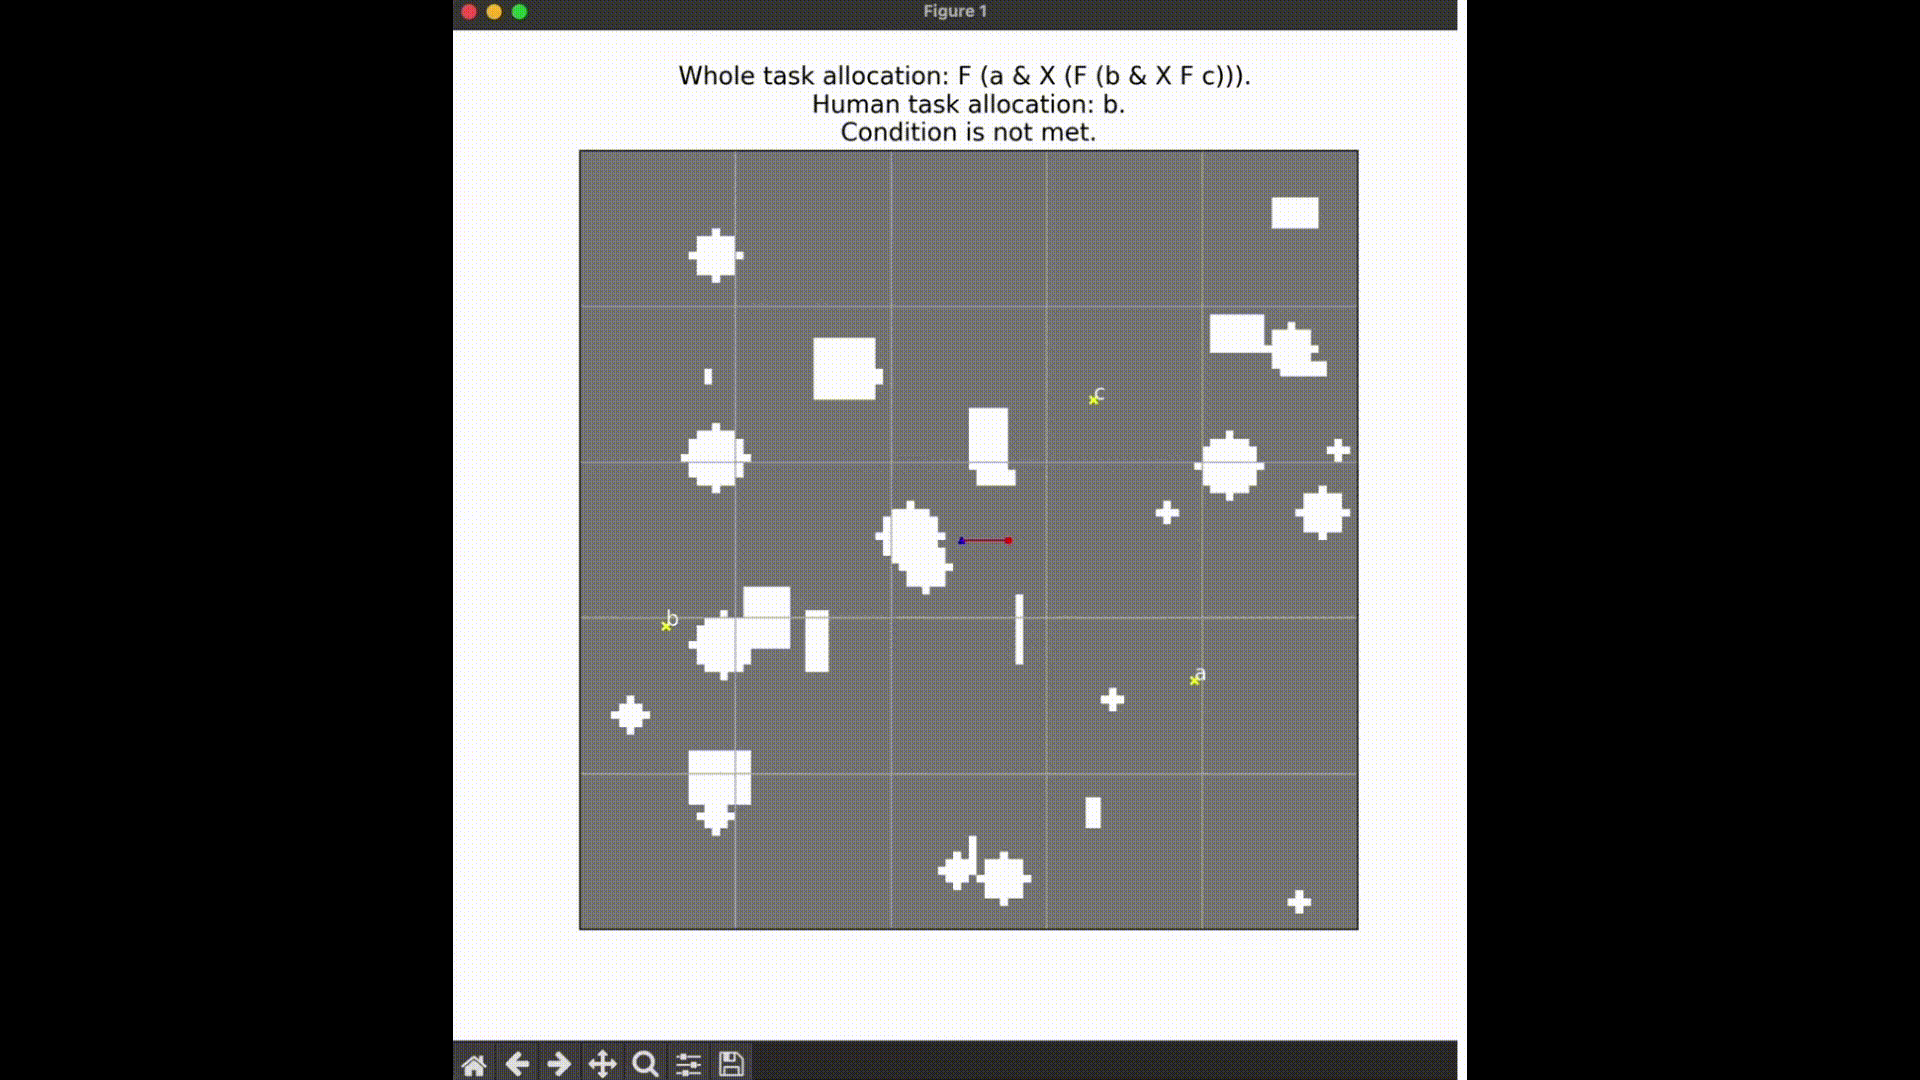 Figure 1
Whole task allocation: F (a & X (F (b & X F c))).
Human task allocation: b.
Condition is not met.
c
b
a